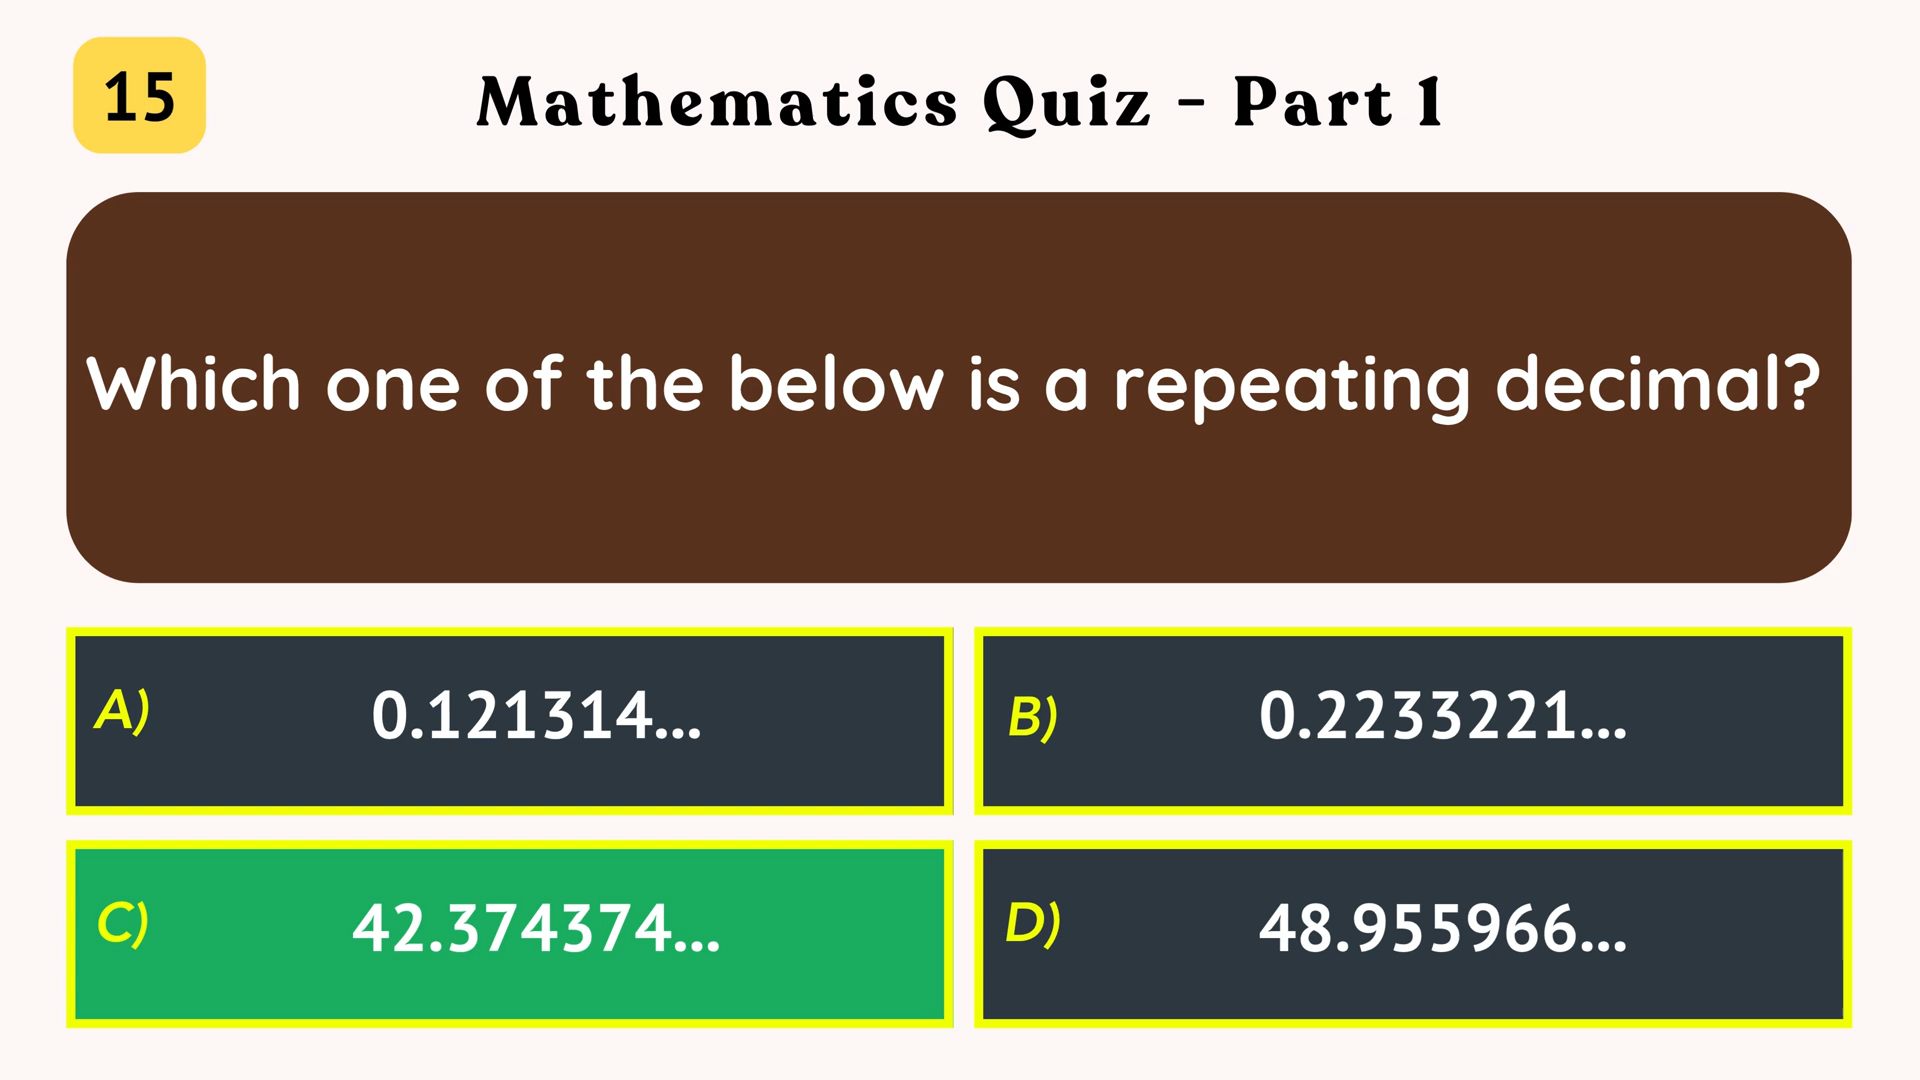 15
Mathematics Quiz - Part 1
Which one of the below is a repeating decimal?
A) 0.121314...
B) 0.2233221...
C) 42.374374...
D) 48.955966...